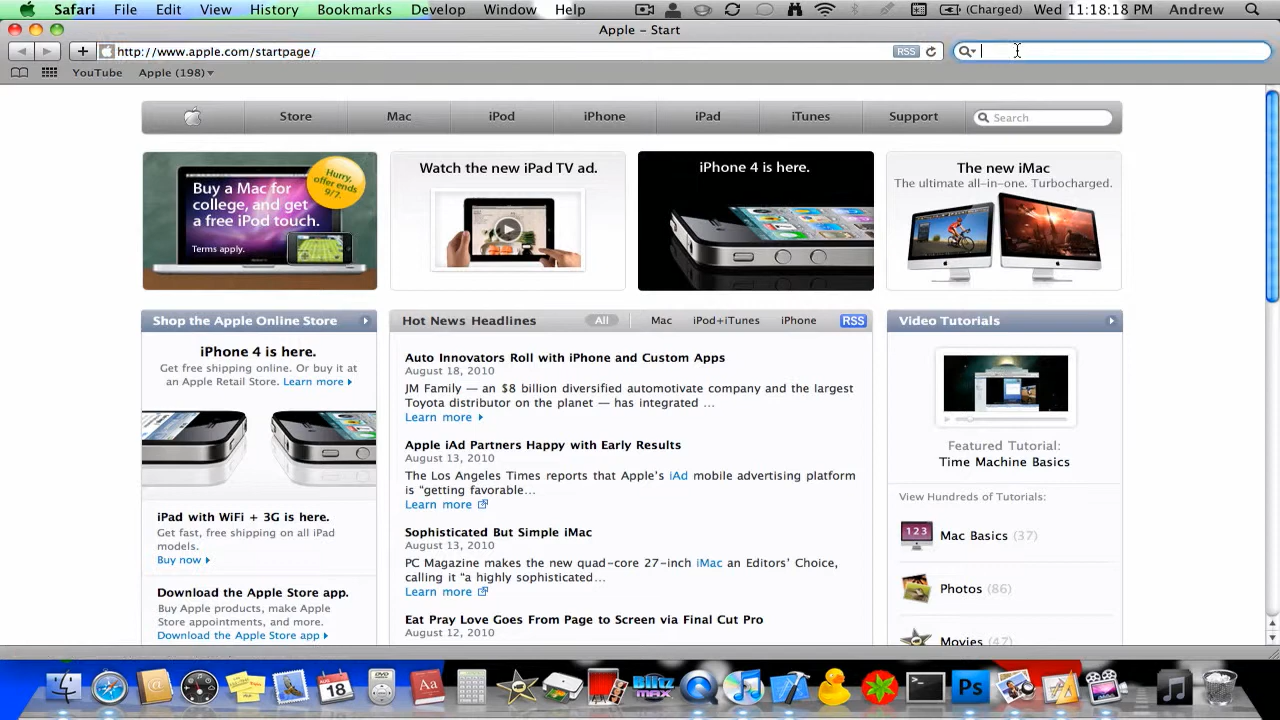 Safari File Edit View History Bookmarks Develop Window Help (Charged) Wed 11:18:18 PM Andrew
Apple – Start
http://www.apple.com/startpage/ RSS
YouTube Apple (198)
Store Mac iPod iPhone iPad iTunes Support Search
Buy a Mac for
college, and get
a free iPod touch.
Terms apply.
Hurry,
offer ends
9/7.
Watch the new iPad TV ad.
iPhone 4 is here.
The new iMac
The ultimate all-in-one. Turbocharged.
Shop the Apple Online Store
iPhone 4 is here.
Get free shipping online. Or buy it at
an Apple Retail Store. Learn more
iPad with WiFi + 3G is here.
Get fast, free shipping on all iPad
models.
Buy now
Download the Apple Store app.
Buy Apple products, make Apple
Store appointments, and more.
Download the Apple Store app
Hot News Headlines All Mac iPod+iTunes iPhone RSS
Auto Innovators Roll with iPhone and Custom Apps
August 18, 2010
JM Family — an $8 billion diversified automotivate company and the largest
Toyota distributor on the planet — has integrated ...
Learn more
Apple iAd Partners Happy with Early Results
August 13, 2010
The Los Angeles Times reports that Apple's iAd mobile advertising platform
is "getting favorable...
Learn more
Sophisticated But Simple iMac
August 13, 2010
PC Magazine makes the new quad-core 27-inch iMac an Editors' Choice,
calling it "a highly sophisticated...
Learn more
Eat Pray Love Goes From Page to Screen via Final Cut Pro
August 12, 2010
Video Tutorials
Featured Tutorial:
Time Machine Basics
View Hundreds of Tutorials:
123
Mac Basics (37)
Photos (86)
Movies (47)
JUL
18
Aa
BlitzMAX
Ps